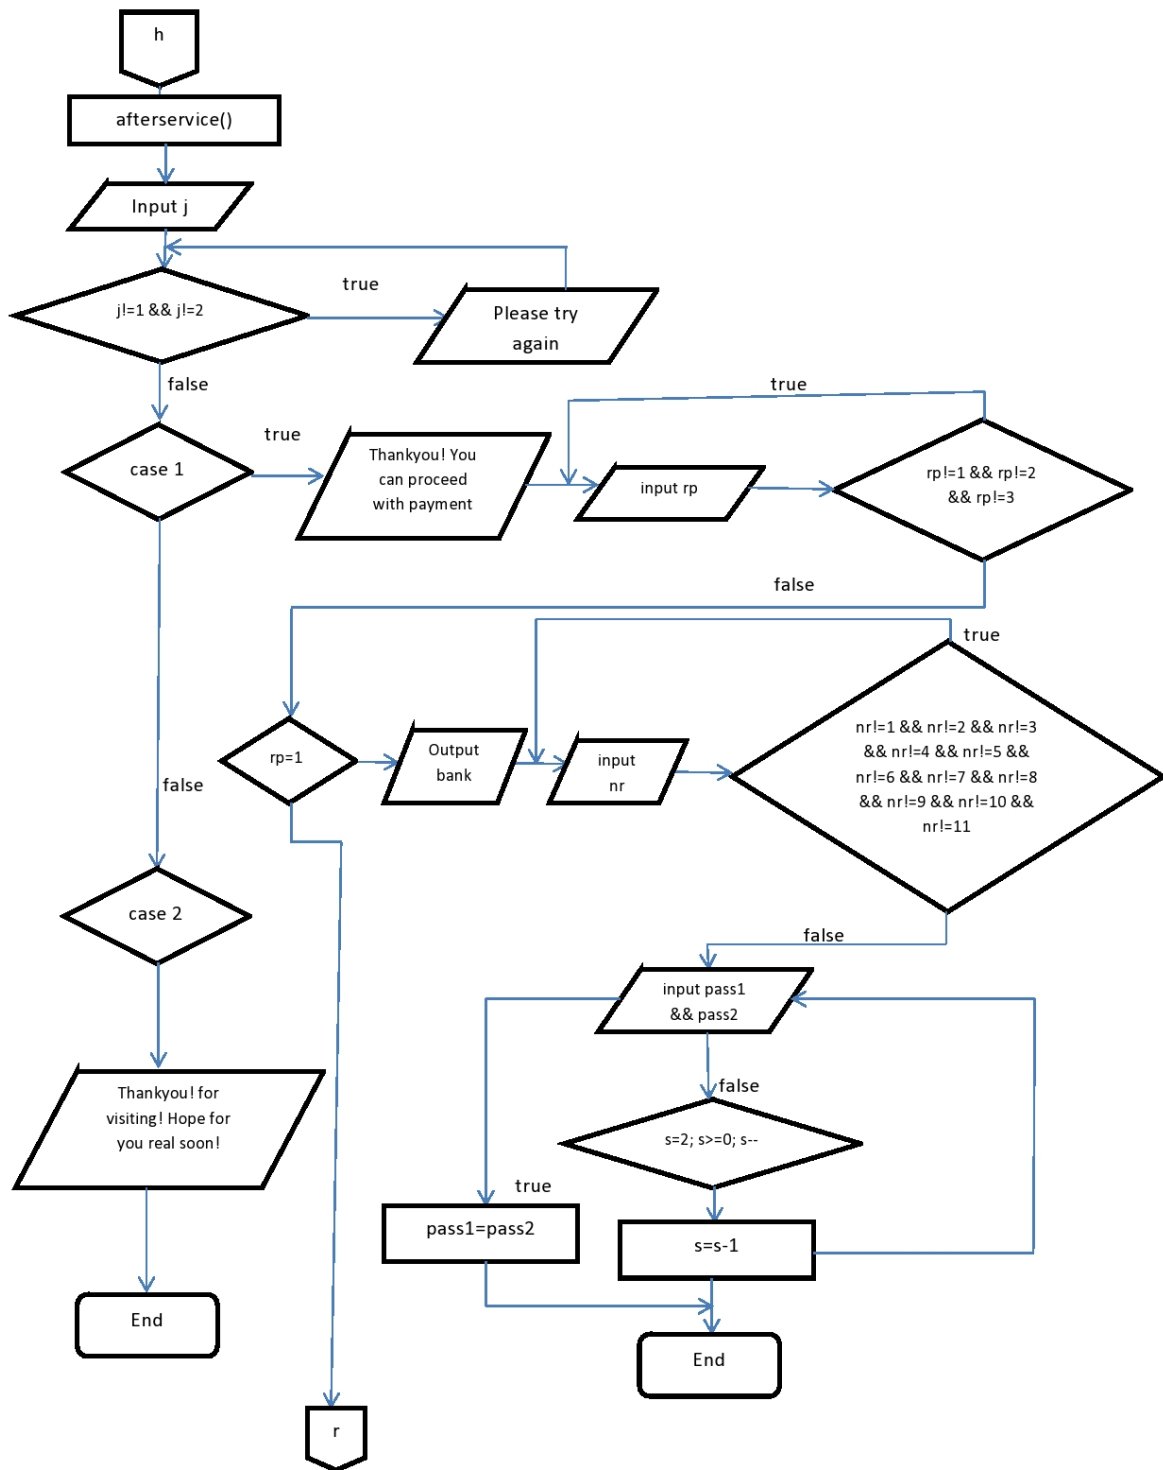 h
afterservice()
Input j
true
j!=1 && j!=2
Please try
again
false
true
true
case 1
Thankyou! You
can proceed
with payment
input rp
rp!=1 && rp!=2
&& rp!=3
false
true
rp=1
Output
bank
input
nr
nr!=1 && nr!=2 && nr!=3
&& nr!=4 && nr!=5 &&
nr!=6 && nr!=7 && nr!=8
&& nr!=9 && nr!=10 &&
nr!=11
false
case 2
false
input pass1
&& pass2
false
Thankyou! for
visiting! Hope for
you real soon!
s=2; s>=0; s--
true
pass1=pass2
s=s-1
End
End
r